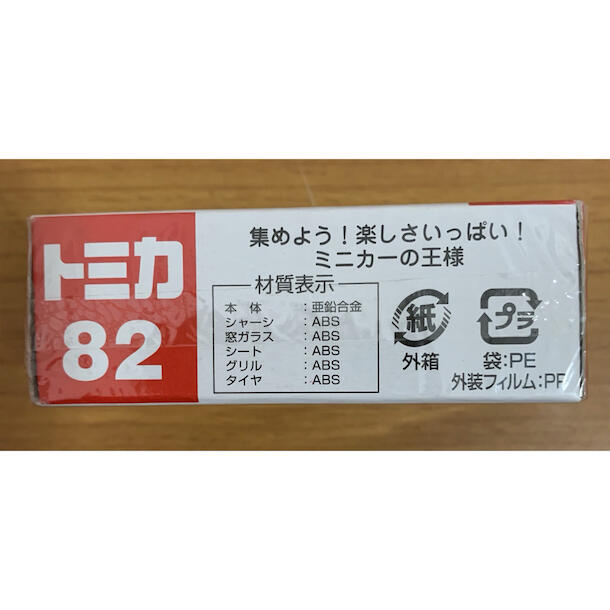 トミカ
82
集めよう！楽しさいっぱい！
ミニカーの王様
材質表示
本体：亜鉛合金
シャーシ：ABS
窓ガラス：ABS
シート：ABS
グリル：ABS
タイヤ：ABS
紙
外箱
プラ
袋:PE
外装フィルム:PP